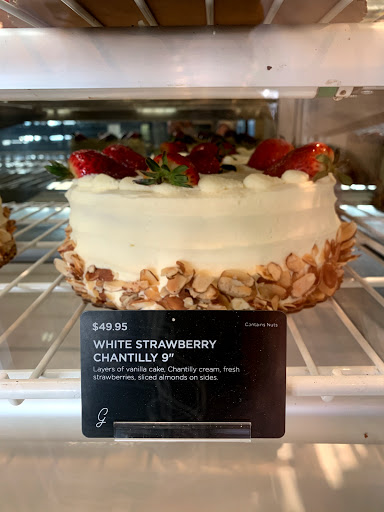 $49.95
Contains Nuts
WHITE STRAWBERRY
CHANTILLY 9"
Layers of vanilla cake, Chantilly cream, fresh
strawberries, sliced almonds on sides.
G